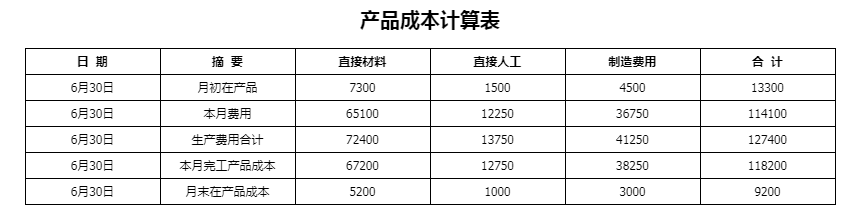 产品成本计算表
日 期 摘 要 直接材料 直接人工 制造费用 合 计
6月30日 月初在产品 7300 1500 4500 13300
6月30日 本月费用 65100 12250 36750 114100
6月30日 生产费用合计 72400 13750 41250 127400
6月30日 本月完工产品成本 67200 12750 38250 118200
6月30日 月末在产品成本 5200 1000 3000 9200